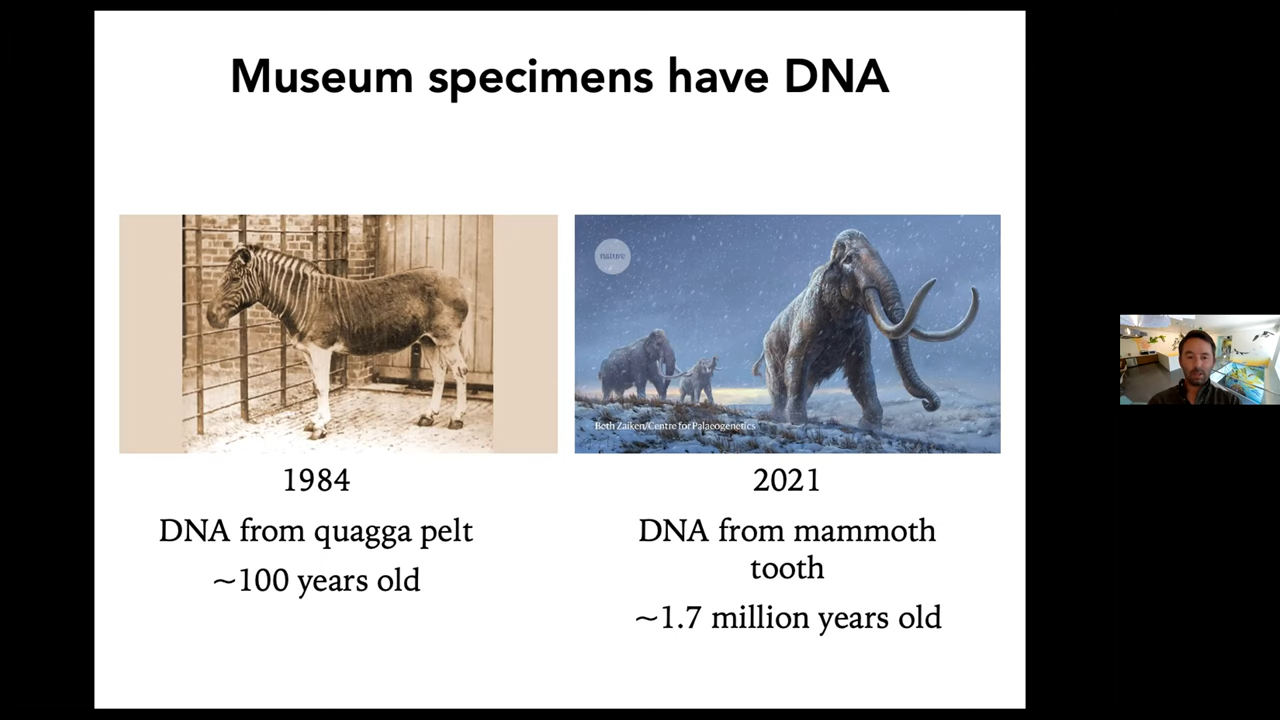 Museum specimens have DNA
nature
Beth Zaiken/Centre for Palaeogenetics
1984
DNA from quagga pelt
~100 years old
2021
DNA from mammoth
tooth
~1.7 million years old